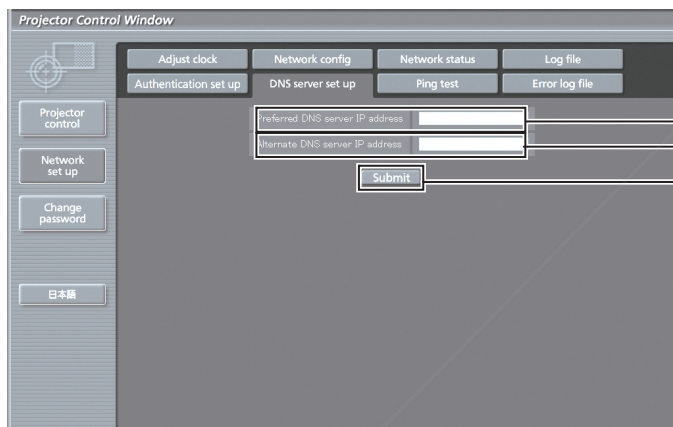 Projector Control Window
Adjust clock
Network config
Network status
Log file
Authentication set up
DNS server set up
Ping test
Error log file
Projector
control
Network
set up
Change
password
日本語
Preferred DNS server IP address
Alternate DNS server IP address
Submit